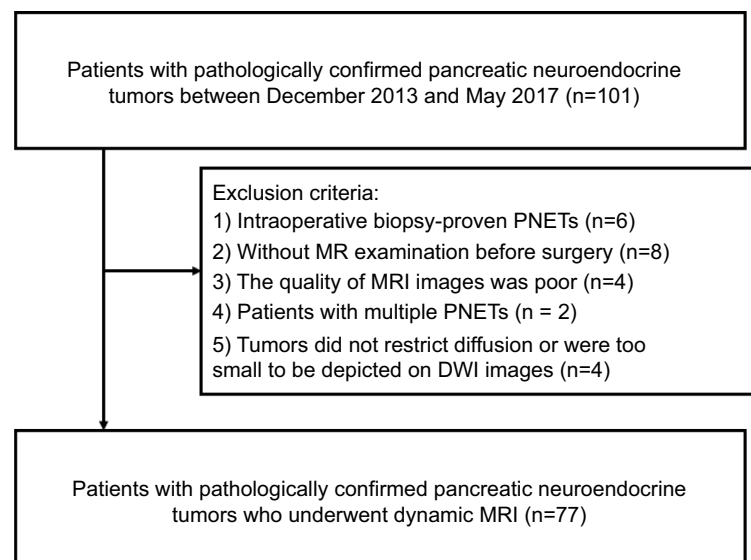 Patients with pathologically confirmed pancreatic neuroendocrine
tumors between December 2013 and May 2017 (n=101)
Exclusion criteria:
1) Intraoperative biopsy-proven PNETs (n=6)
2) Without MR examination before surgery (n=8)
3) The quality of MRI images was poor (n=4)
4) Patients with multiple PNETs (n = 2)
5) Tumors did not restrict diffusion or were too
small to be depicted on DWI images (n=4)
Patients with pathologically confirmed pancreatic neuroendocrine
tumors who underwent dynamic MRI (n=77)